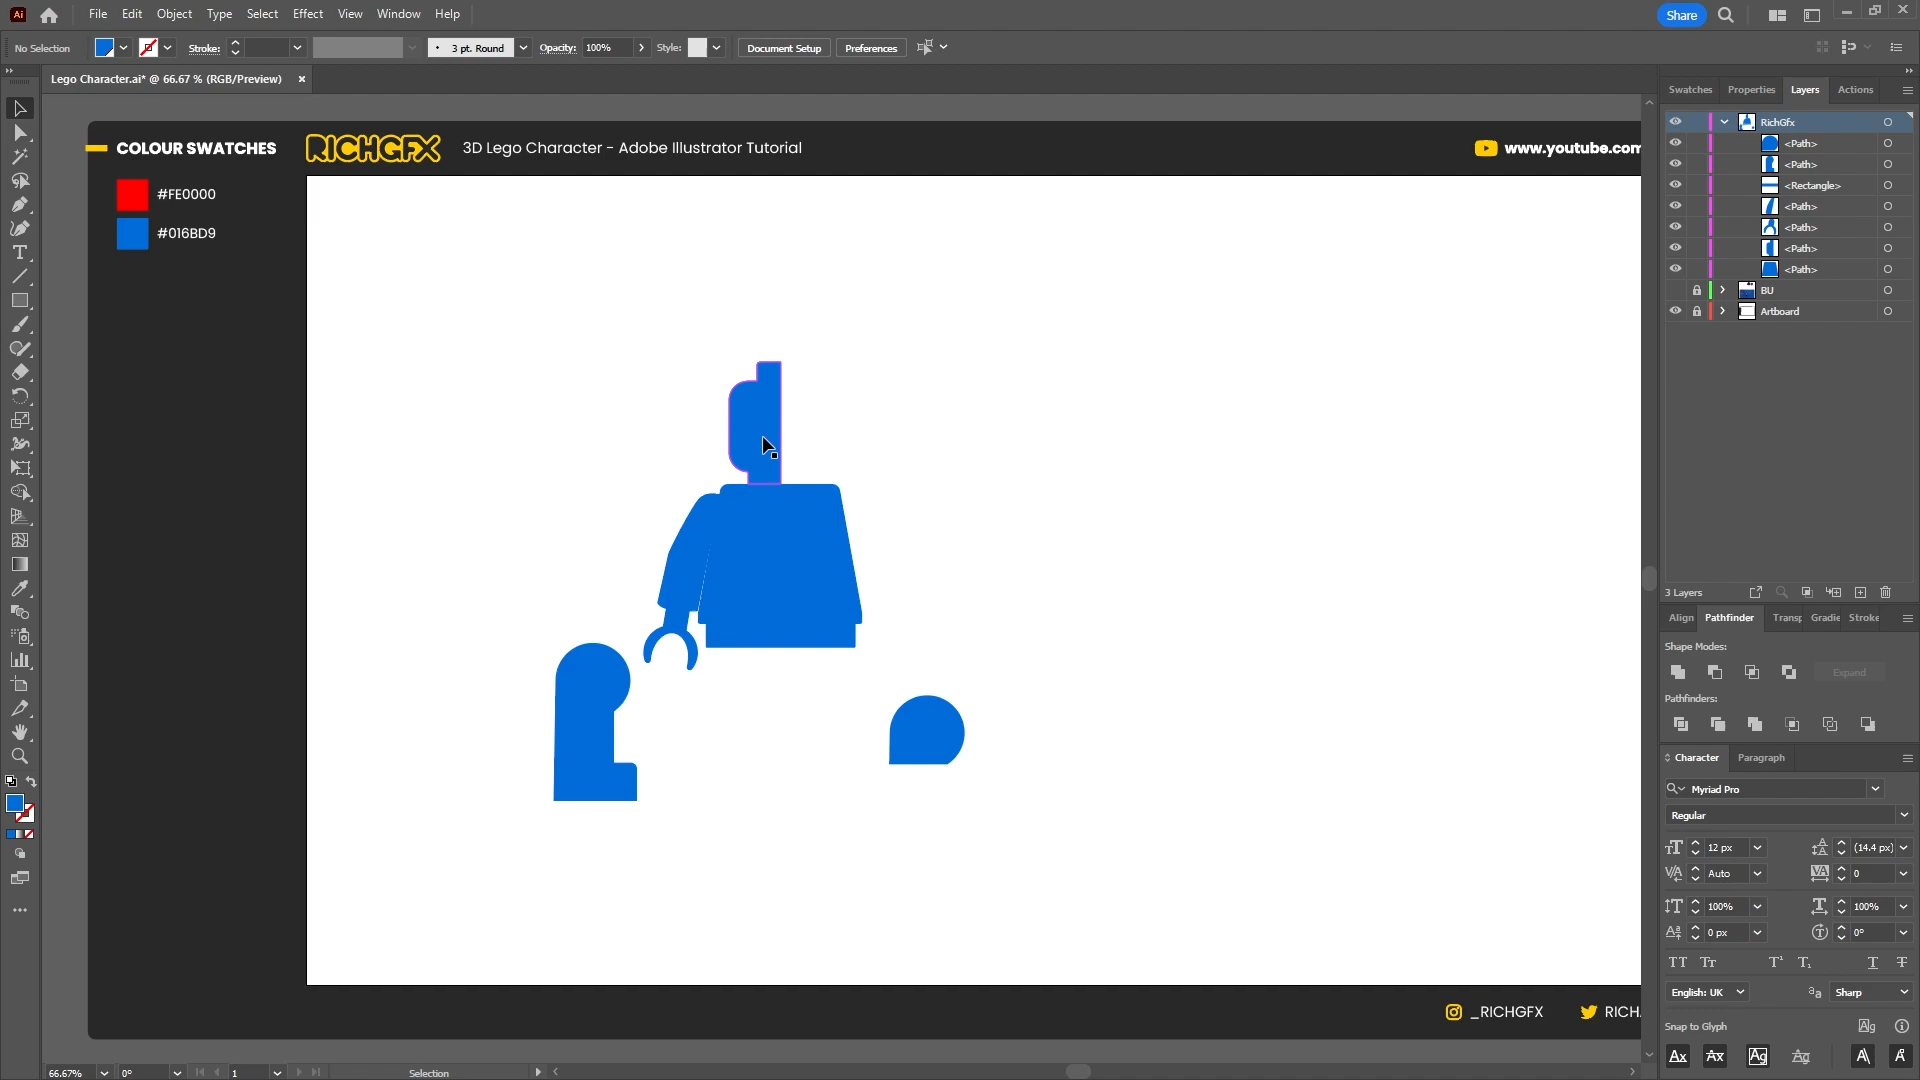 Ai File Edit Object Type Select Effect View Window Help Share
No Selection Stroke: 3 pt. Round Opacity: 100% Style: Document Setup Preferences
Lego Character.ai* @ 66.67 % (RGB/Preview) ×
Swatches Properties Layers Actions
COLOUR SWATCHES RICHGFX 3D Lego Character - Adobe Illustrator Tutorial www.youtube.com
#FE0000
#016BD9
RichGfx
<Path>
<Path>
<Rectangle>
<Path>
<Path>
<Path>
<Path>
BU
Artboard
3 Layers
Align Pathfinder Transp Gradie Stroke
Shape Modes:
Expand
Pathfinders:
Character Paragraph
Myriad Pro
Regular
12 px (14.4 px)
Auto 0
100% 100%
0 px 0°
English: UK Sharp
Snap to Glyph
_RICHGFX RICH
66.67% 0° 1 Selection